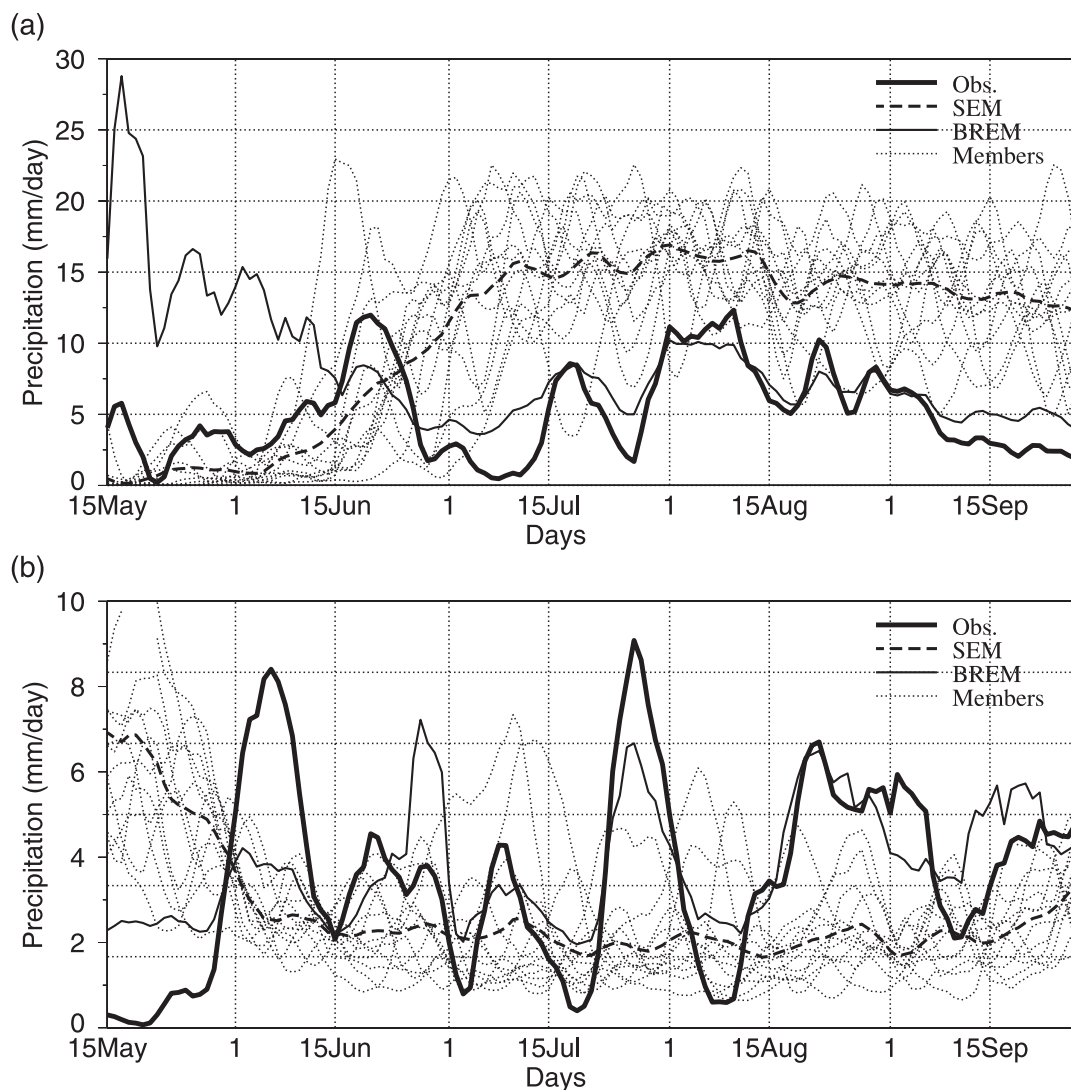 (a)
30
25
20
15
10
5
0
Precipitation (mm/day)
Obs.
SEM
BREM
Members
15May 1 15Jun 1 15Jul 1 15Aug 1 15Sep
Days
(b)
10
8
6
4
2
0
Precipitation (mm/day)
Obs.
SEM
BREM
Members
15May 1 15Jun 1 15Jul 1 15Aug 1 15Sep
Days